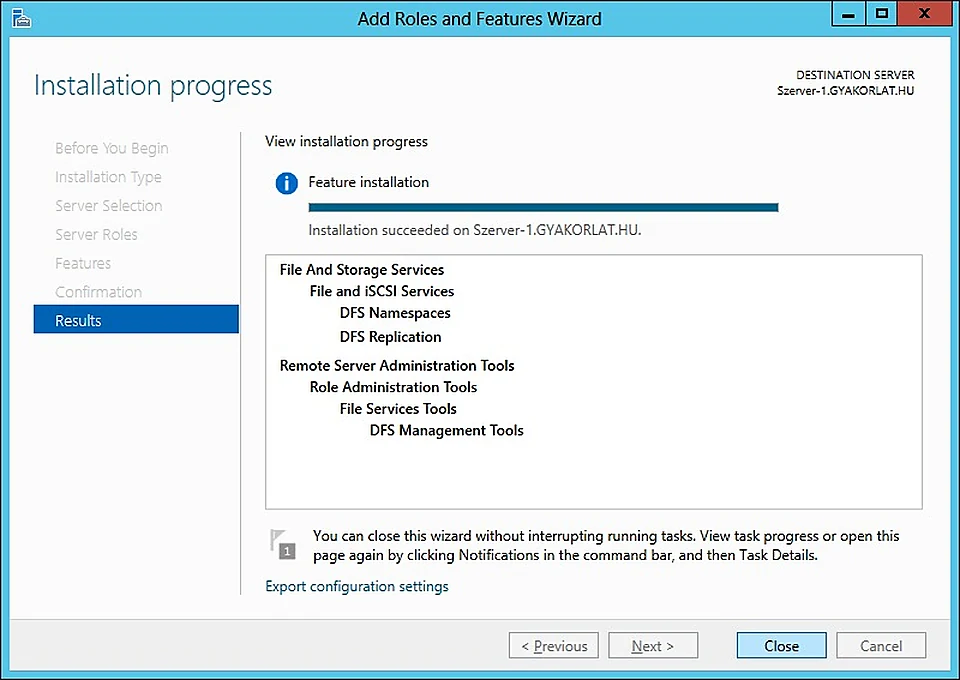 Add Roles and Features Wizard
Installation progress
DESTINATION SERVER
Szerver-1.GYAKORLAT.HU
Before You Begin
Installation Type
Server Selection
Server Roles
Features
Confirmation
Results
View installation progress
Feature installation
Installation succeeded on Szerver-1.GYAKORLAT.HU.
File And Storage Services
File and iSCSI Services
DFS Namespaces
DFS Replication
Remote Server Administration Tools
Role Administration Tools
File Services Tools
DFS Management Tools
1
You can close this wizard without interrupting running tasks. View task progress or open this
page again by clicking Notifications in the command bar, and then Task Details.
Export configuration settings
< Previous
Next >
Close
Cancel